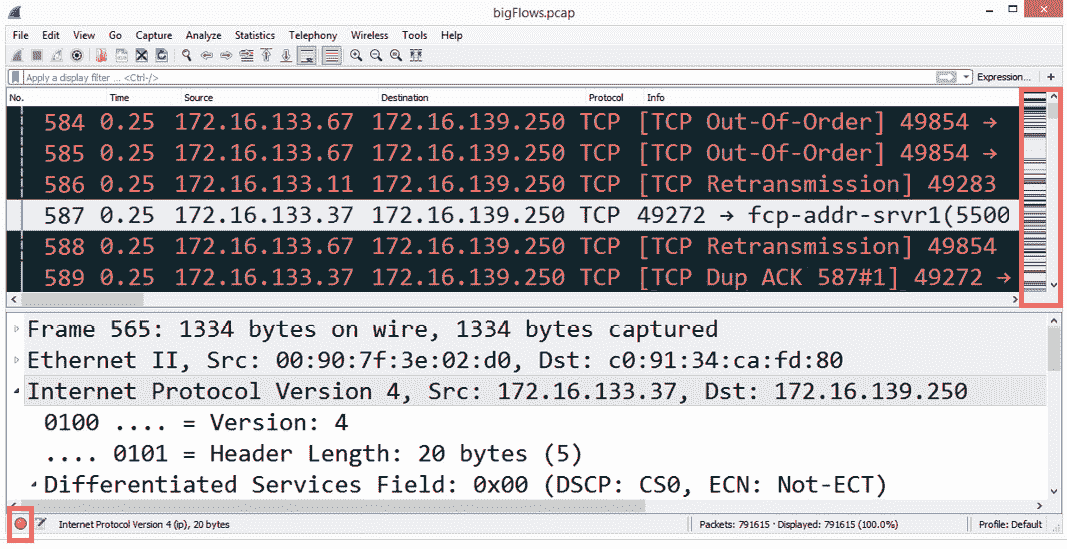 bigFlows.pcap
File Edit View Go Capture Analyze Statistics Telephony Wireless Tools Help
Apply a display filter ... <Ctrl-/> Expression... +
No. Time Source Destination Protocol Info
584 0.25 172.16.133.67 172.16.139.250 TCP [TCP Out-Of-Order] 49854 →
585 0.25 172.16.133.67 172.16.139.250 TCP [TCP Out-Of-Order] 49854 →
586 0.25 172.16.133.11 172.16.139.250 TCP [TCP Retransmission] 49283
587 0.25 172.16.133.37 172.16.139.250 TCP 49272 → fcp-addr-srvr1(5500
588 0.25 172.16.133.67 172.16.139.250 TCP [TCP Retransmission] 49854
589 0.25 172.16.133.37 172.16.139.250 TCP [TCP Dup ACK 587#1] 49272 →
Frame 565: 1334 bytes on wire, 1334 bytes captured
Ethernet II, Src: 00:90:7f:3e:02:d0, Dst: c0:91:34:ca:fd:80
Internet Protocol Version 4, Src: 172.16.133.37, Dst: 172.16.139.250
0100 .... = Version: 4
.... 0101 = Header Length: 20 bytes (5)
Differentiated Services Field: 0x00 (DSCP: CS0, ECN: Not-ECT)
Internet Protocol Version 4 (ip), 20 bytes Packets: 791615 · Displayed: 791615 (100.0%) Profile: Default